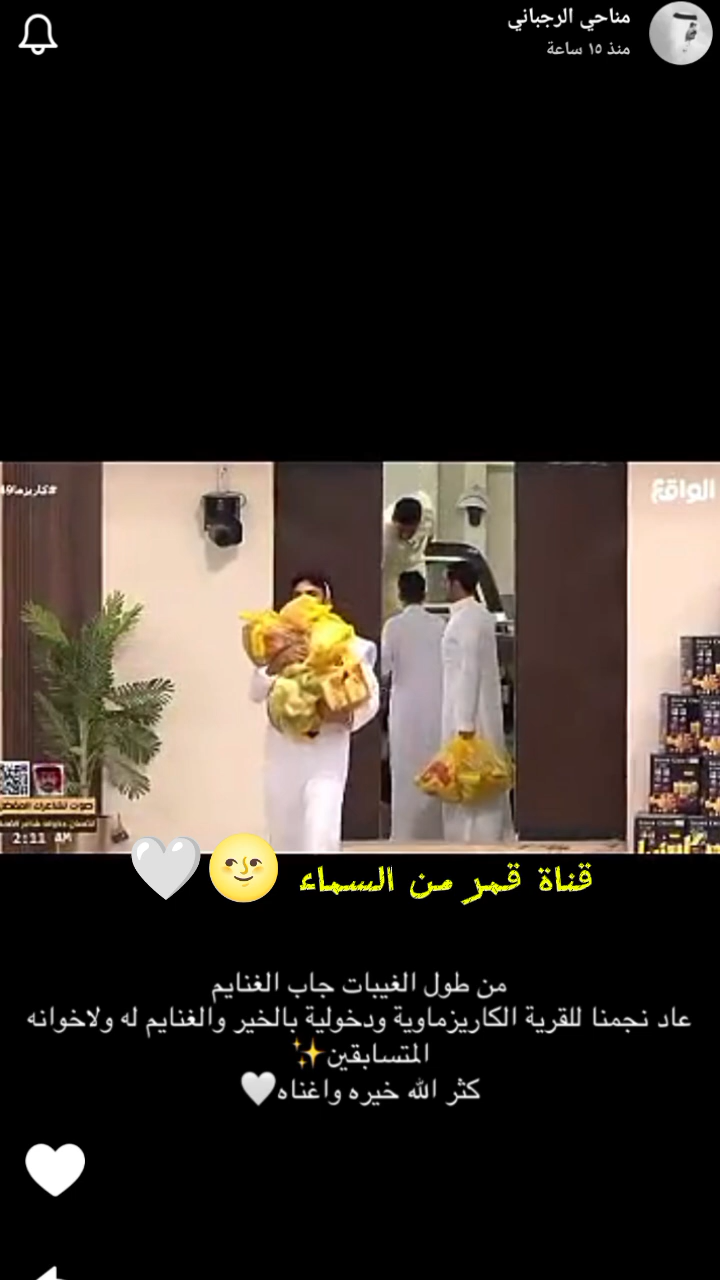 مناحي الرجباني
منذ ١٥ ساعة
#كاريزما49
الواقع
2:11 AM
قناة قمر من السماء 🌝🤍
من طول الغيبات جاب الغنايم
عاد نجمنا للقرية الكاريزماوية ودخولية بالخير والغنايم له ولاخوانه
المتسابقين✨
كثر الله خيره واغناه🤍